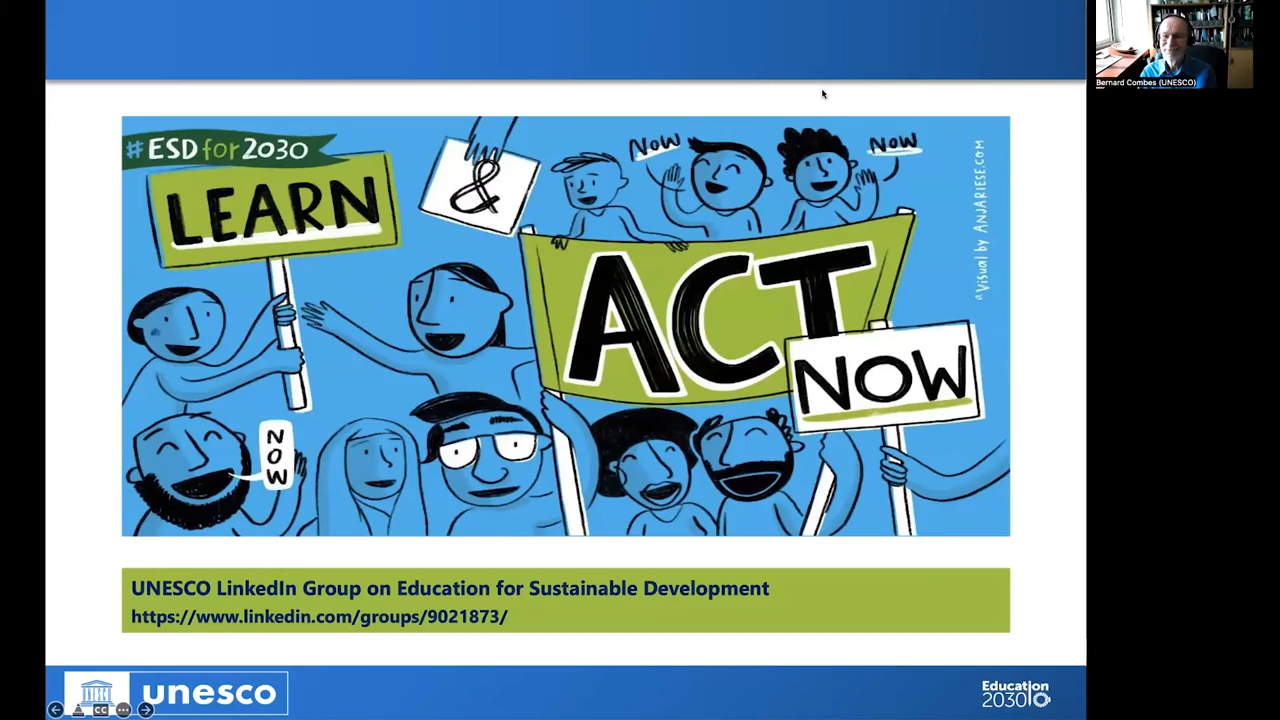 Bernard Combes (UNESCO)
#ESDfor2030
LEARN
&
NOW
NOW
ACT
NOW
NOW
Visual by ANJARIESE.COM
UNESCO LinkedIn Group on Education for Sustainable Development
https://www.linkedin.com/groups/9021873/
unesco
Education
2030
CC